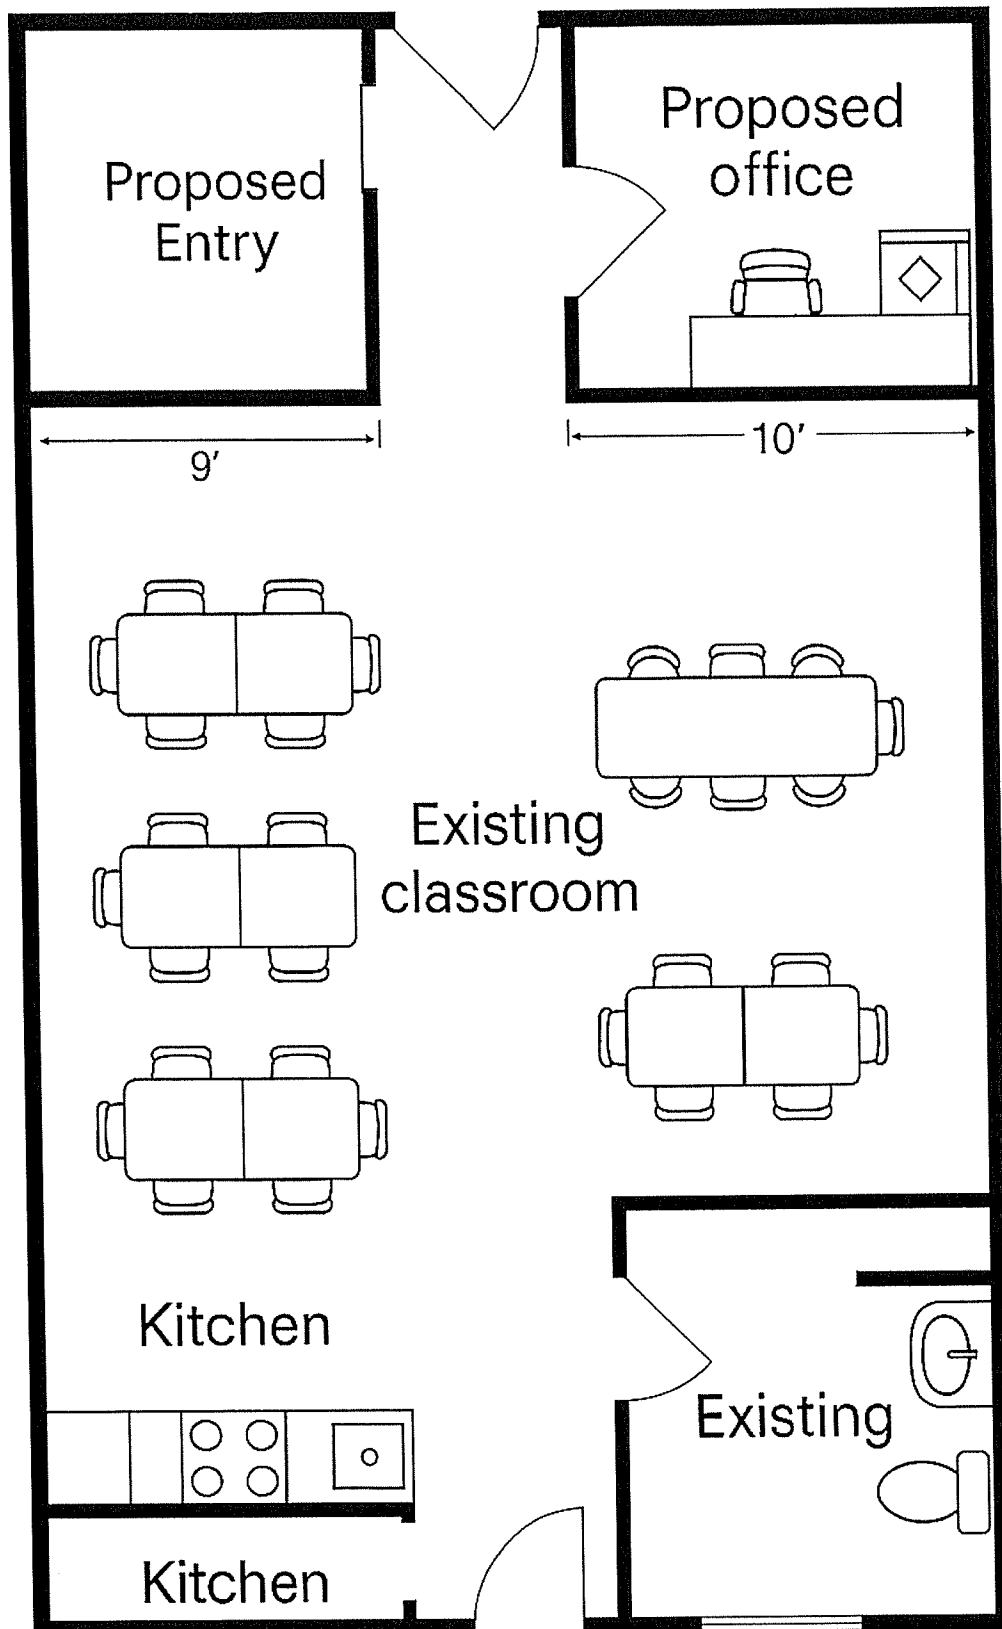 Proposed
Entry
Proposed
office
9′
10′
Existing
classroom
Kitchen
Existing
Kitchen